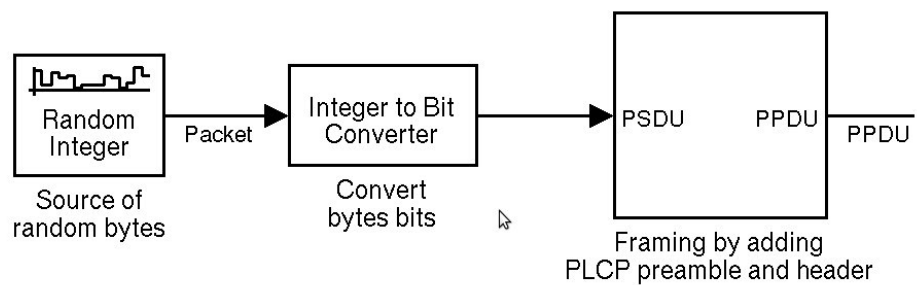 Random
Integer
Source of
random bytes
Packet
Integer to Bit
Converter
Convert
bytes bits
PSDU
PPDU
Framing by adding
PLCP preamble and header
PPDU